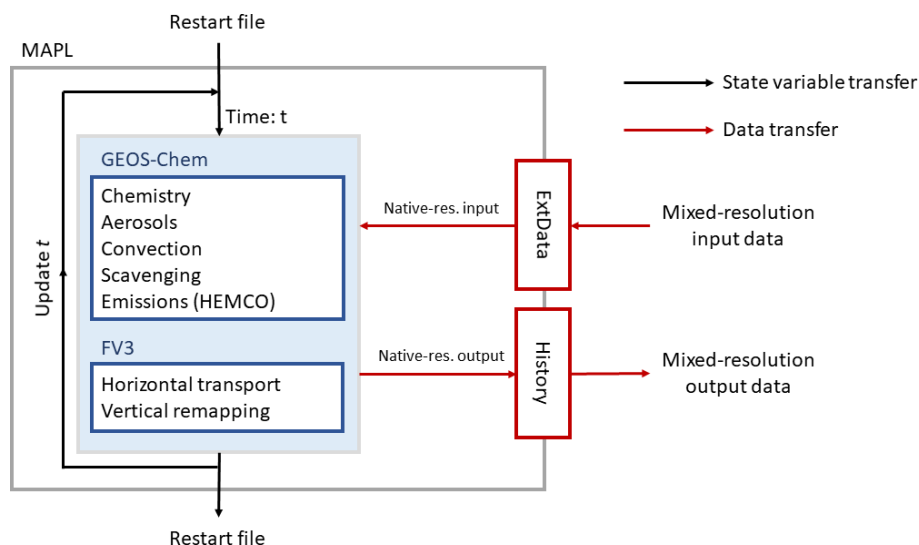 Restart file
MAPL
State variable transfer
Time: t
Data transfer
GEOS-Chem
Chemistry
Aerosols
Convection
Scavenging
Emissions (HEMCO)
Update t
Native-res. input
ExtData
Mixed-resolution
input data
FV3
Horizontal transport
Vertical remapping
Native-res. output
History
Mixed-resolution
output data
Restart file